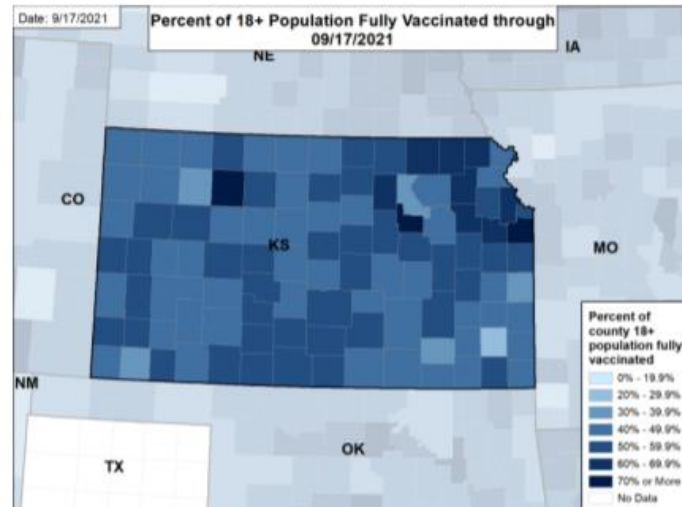 Date: 9/17/2021
Percent of 18+ Population Fully Vaccinated through
09/17/2021
NE
IA
CO
KS
MO
NM
TX
OK
Percent of
county 18+
population fully
vaccinated
0% - 19.9%
20% - 29.9%
30% - 39.9%
40% - 49.9%
50% - 59.9%
60% - 69.9%
70% or More
No Data